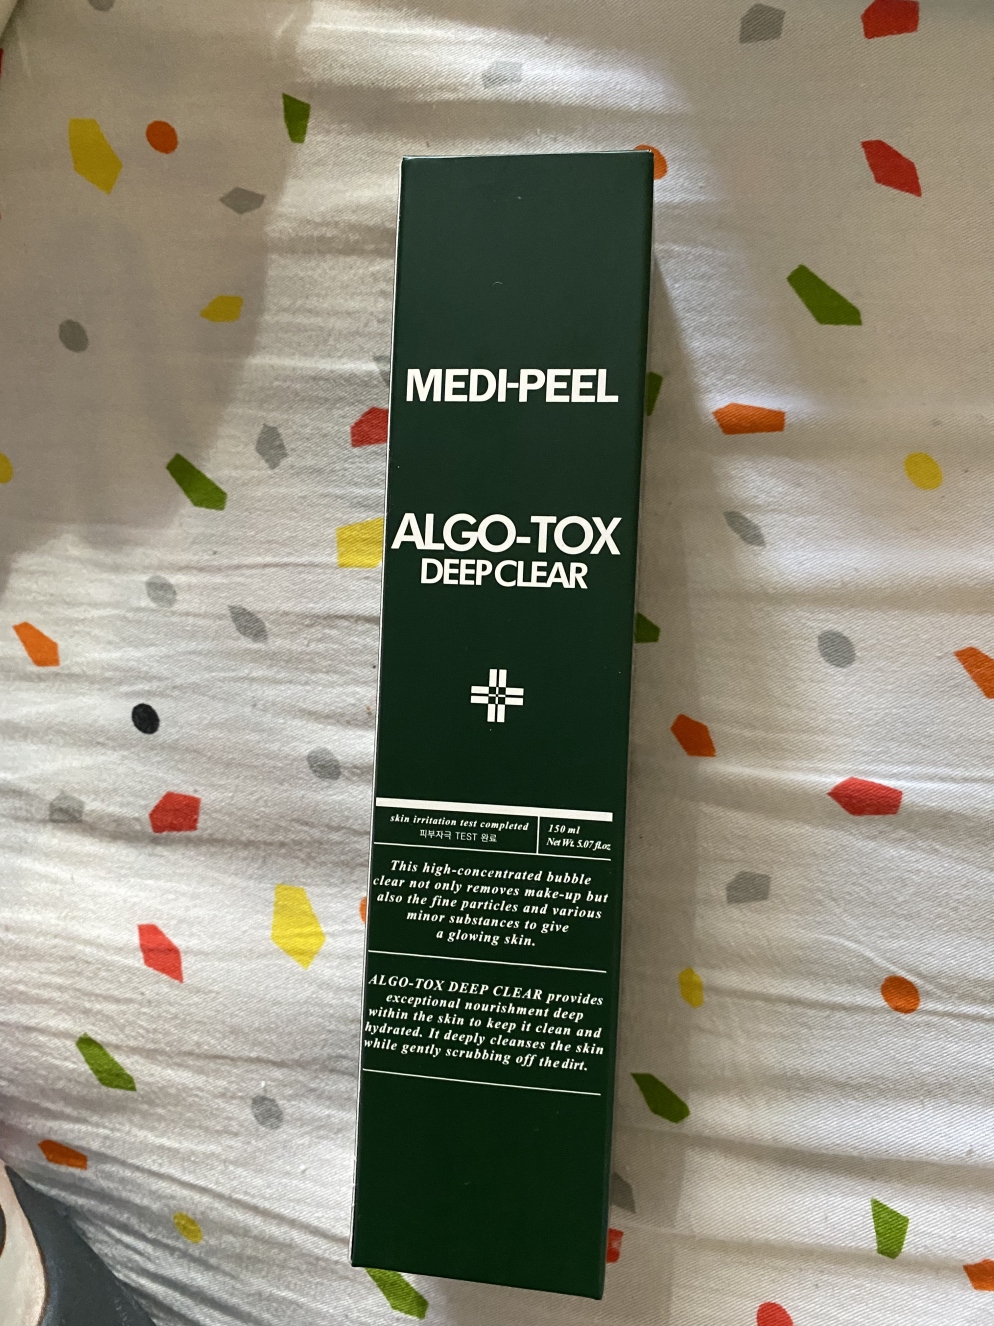 MEDI-PEEL
ALGO-TOX
DEEP CLEAR
skin irritation test completed
피부자극 TEST 완료
150 ml
Net Wt. 5.07 fl.oz
This high-concentrated bubble
clear not only removes make-up but
also the fine particles and various
minor substances to give
a glowing skin.
ALGO-TOX DEEP CLEAR provides
exceptional nourishment deep
within the skin to keep it clean and
hydrated. It deeply cleanses the skin
while gently scrubbing off the dirt.